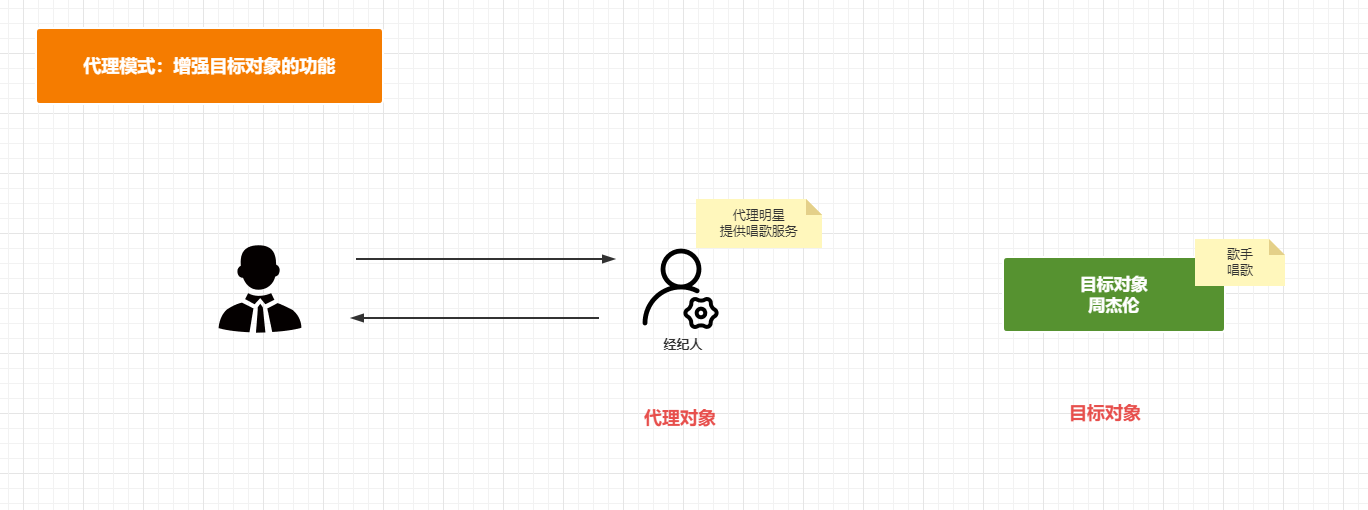 代理模式：增强目标对象的功能
代理明星
提供唱歌服务
歌手
唱歌
目标对象
周杰伦
经纪人
代理对象
目标对象